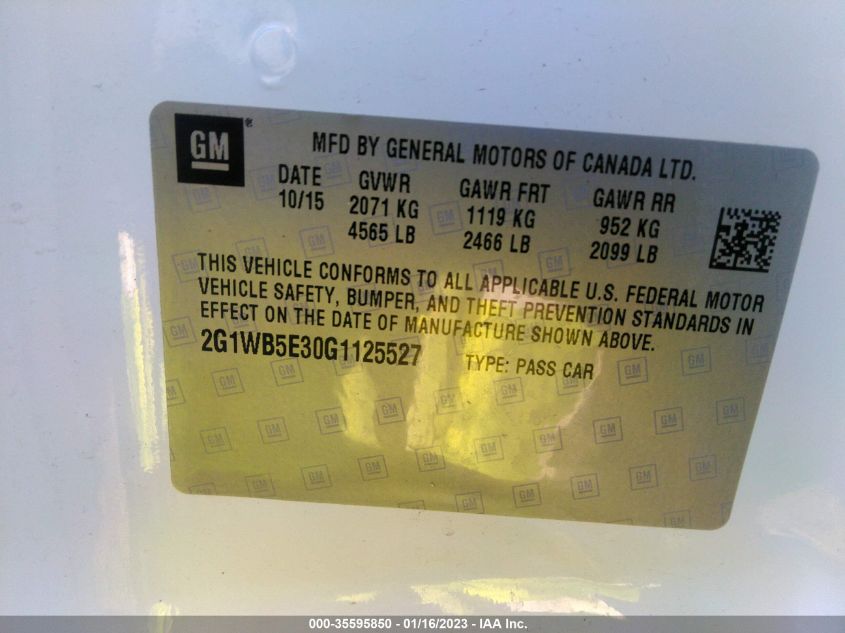 GM®
MFD BY GENERAL MOTORS OF CANADA LTD.
DATE GVWR GAWR FRT GAWR RR
10/15 2071 KG 1119 KG 952 KG
4565 LB 2466 LB 2099 LB
THIS VEHICLE CONFORMS TO ALL APPLICABLE U.S. FEDERAL MOTOR
VEHICLE SAFETY, BUMPER, AND THEFT PREVENTION STANDARDS IN
EFFECT ON THE DATE OF MANUFACTURE SHOWN ABOVE.
2G1WB5E30G1125527 TYPE: PASS CAR
000-35595850 - 01/16/2023 - IAA Inc.